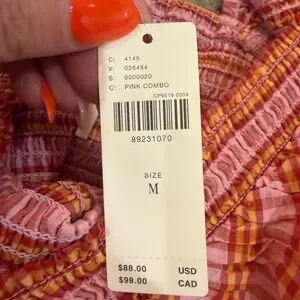 C: 4145
V: 026484
S: 0000020
C: PINK COMBO
CP9519 0004
89231070
SIZE
M
$88.00 USD
$98.00 CAD